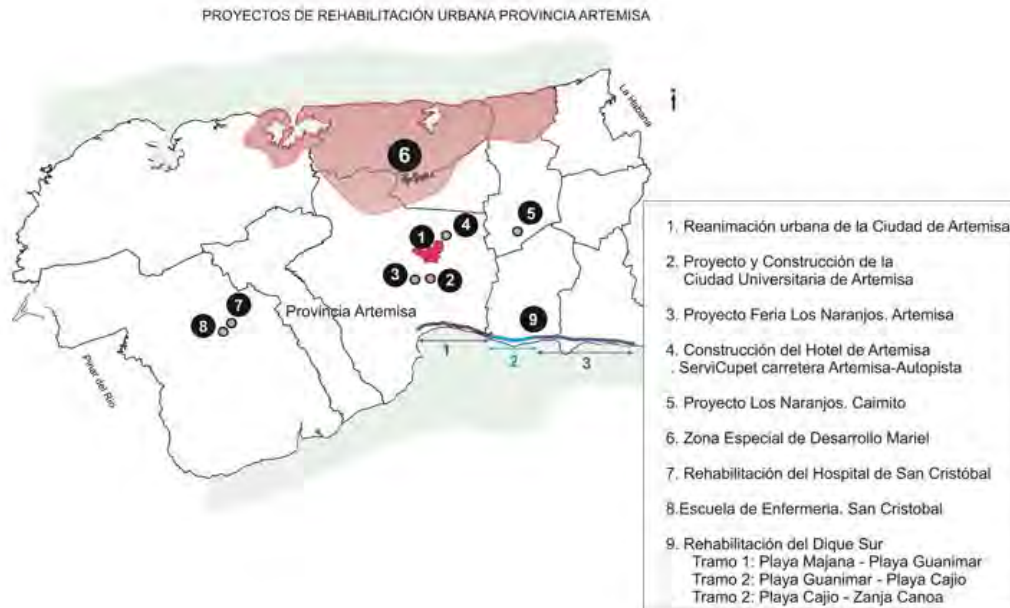 PROYECTOS DE REHABILITACIÓN URBANA PROVINCIA ARTEMISA
La Habana
6
5
4
1
3
2
7
8
9
Provincia Artemisa
Pinar del Río
1
2
3
1. Reanimación urbana de la Ciudad de Artemisa
2. Proyecto y Construcción de la
Ciudad Universitaria de Artemisa
3. Proyecto Feria Los Naranjos. Artemisa
4. Construcción del Hotel de Artemisa
. ServiCupet carretera Artemisa-Autopista
5. Proyecto Los Naranjos. Caimito
6. Zona Especial de Desarrollo Mariel
7. Rehabilitación del Hospital de San Cristóbal
8.Escuela de Enfermeria. San Cristobal
9. Rehabilitación del Dique Sur
Tramo 1: Playa Majana - Playa Guanimar
Tramo 2: Playa Guanimar - Playa Cajio
Tramo 2: Playa Cajio - Zanja Canoa